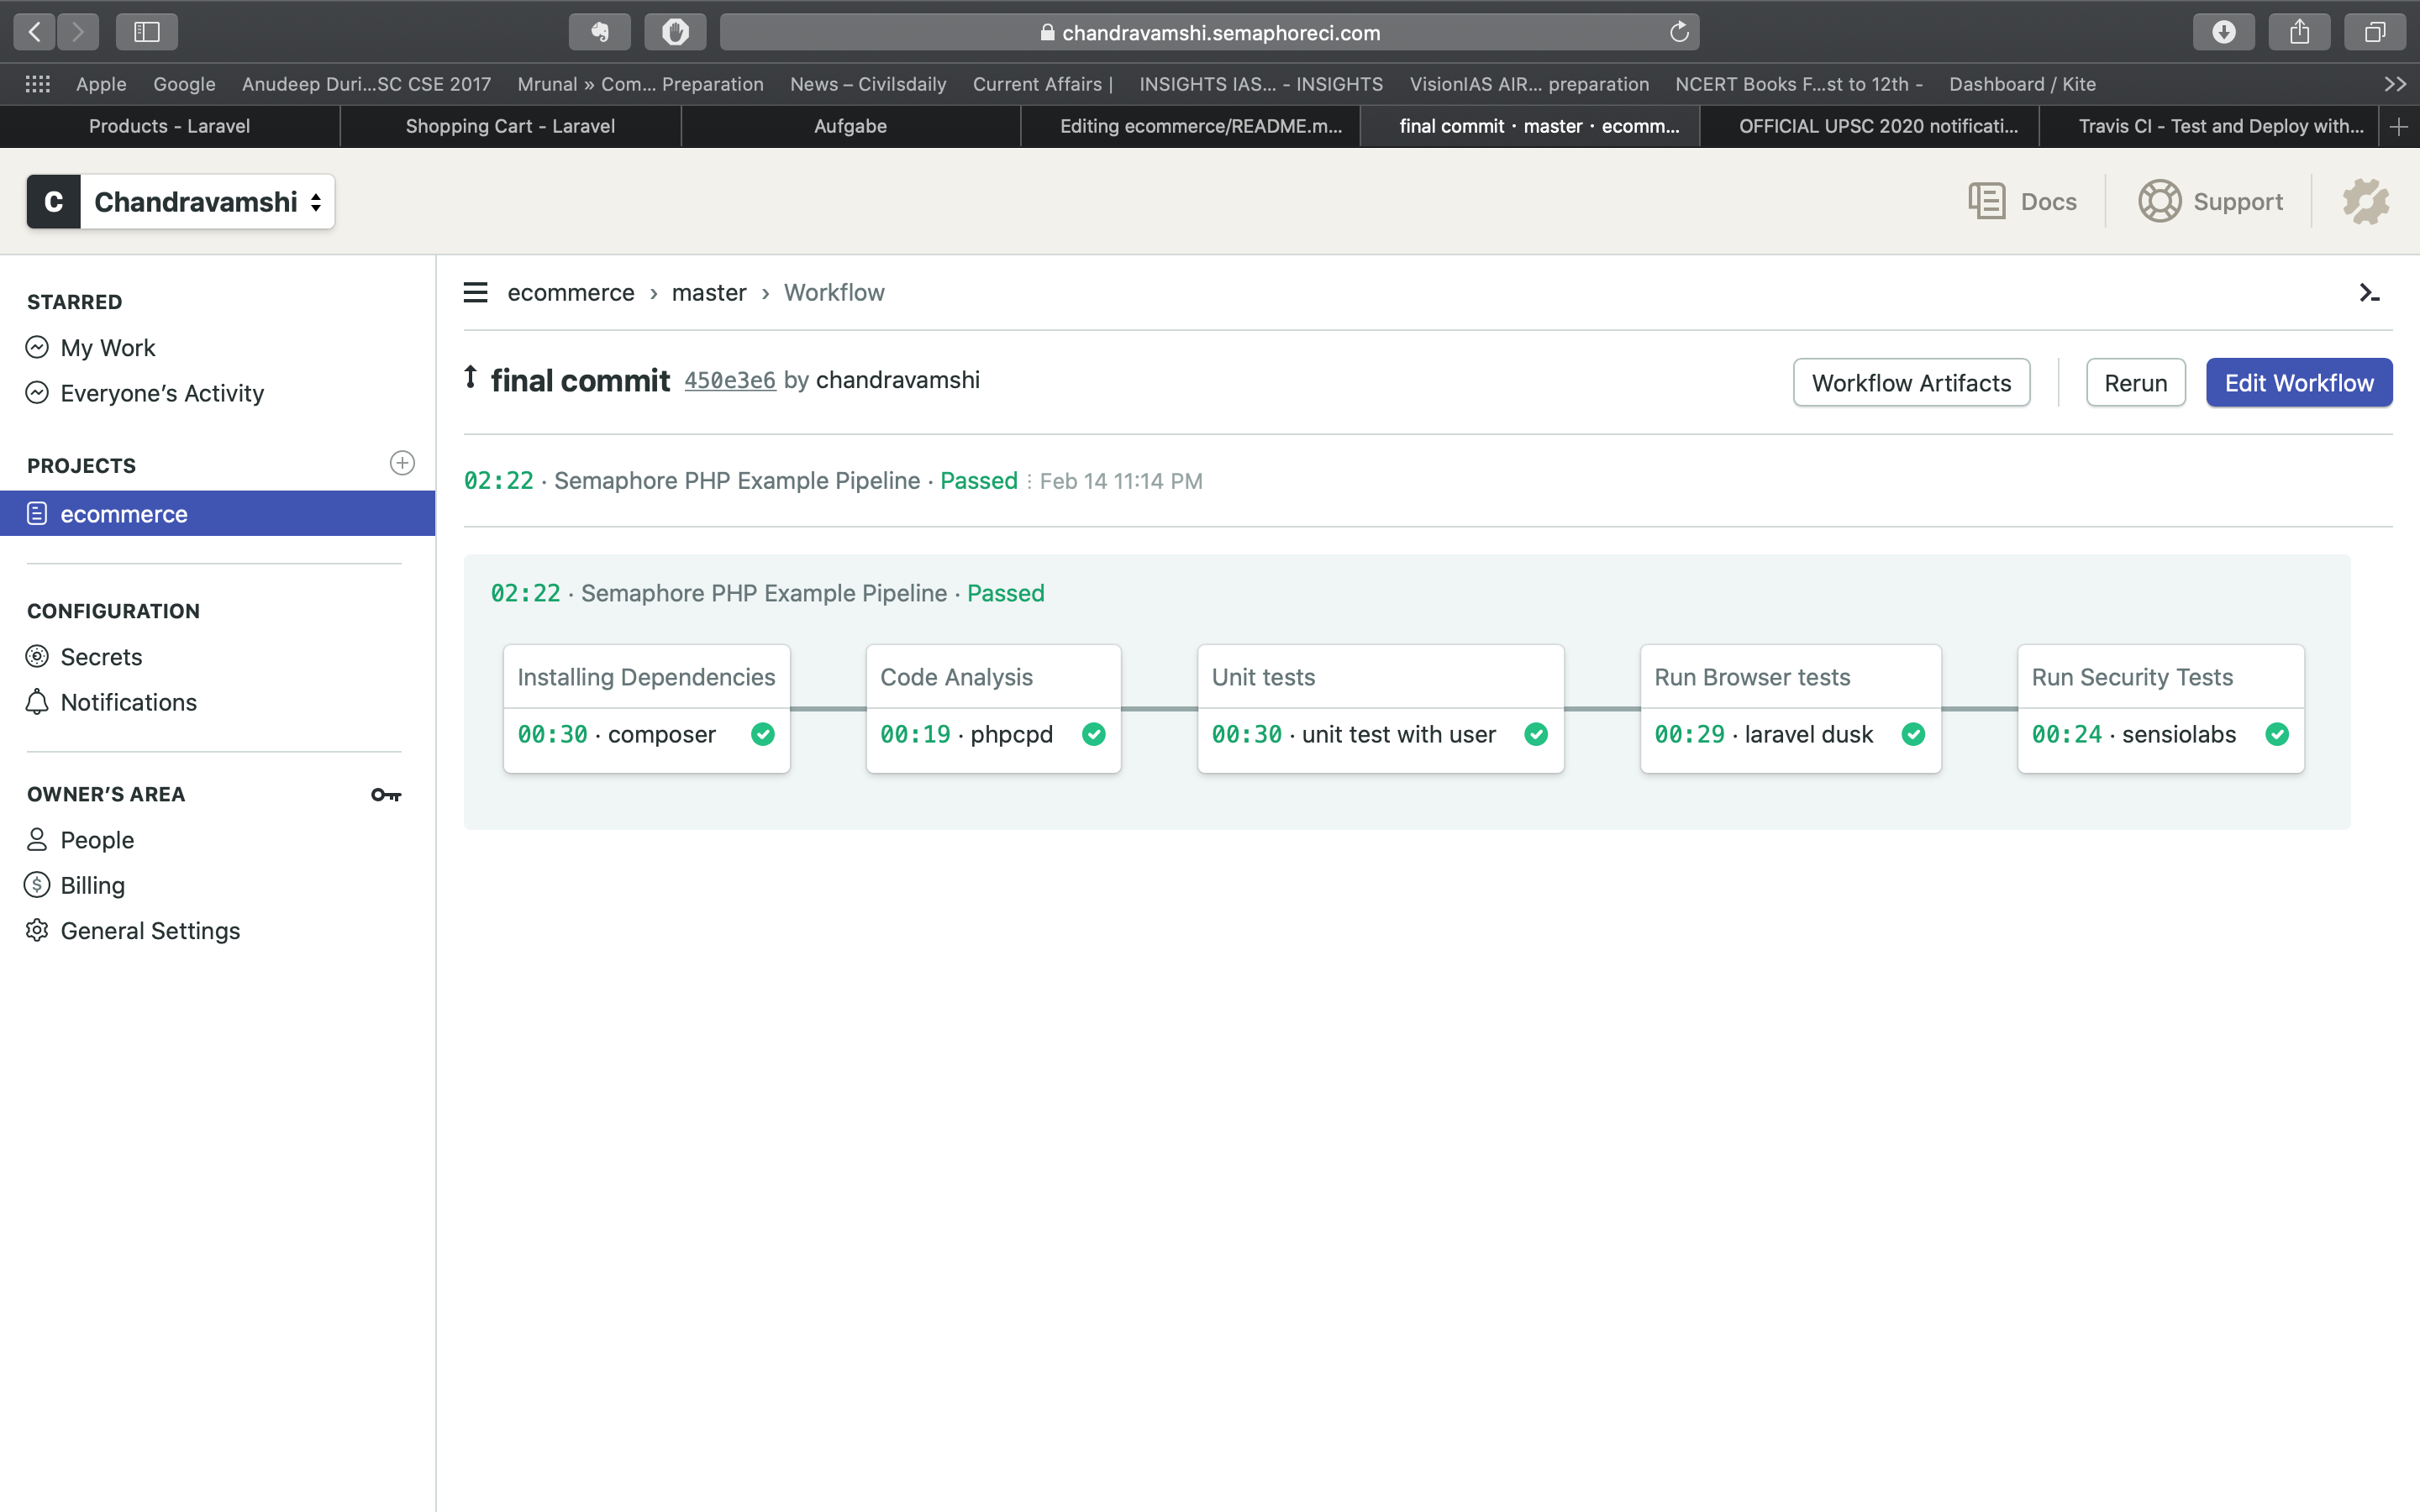 chandravamshi.semaphoreci.com
Apple Google Anudeep Duri...SC CSE 2017 Mrunal » Com... Preparation News – Civilsdaily Current Affairs | INSIGHTS IAS... - INSIGHTS VisionIAS AIR... preparation NCERT Books F...st to 12th - Dashboard / Kite
Products - Laravel Shopping Cart - Laravel Aufgabe Editing ecommerce/README.m... final commit · master · ecomm... OFFICIAL UPSC 2020 notificati... Travis CI - Test and Deploy with...
C Chandravamshi Docs Support
STARRED
My Work
Everyone’s Activity
PROJECTS
ecommerce
CONFIGURATION
Secrets
Notifications
OWNER’S AREA
People
Billing
General Settings
ecommerce › master › Workflow
final commit 450e3e6 by chandravamshi Workflow Artifacts Rerun Edit Workflow
02:22 · Semaphore PHP Example Pipeline · Passed Feb 14 11:14 PM
02:22 · Semaphore PHP Example Pipeline · Passed
Installing Dependencies
00:30 · composer
Code Analysis
00:19 · phpcpd
Unit tests
00:30 · unit test with user
Run Browser tests
00:29 · laravel dusk
Run Security Tests
00:24 · sensiolabs